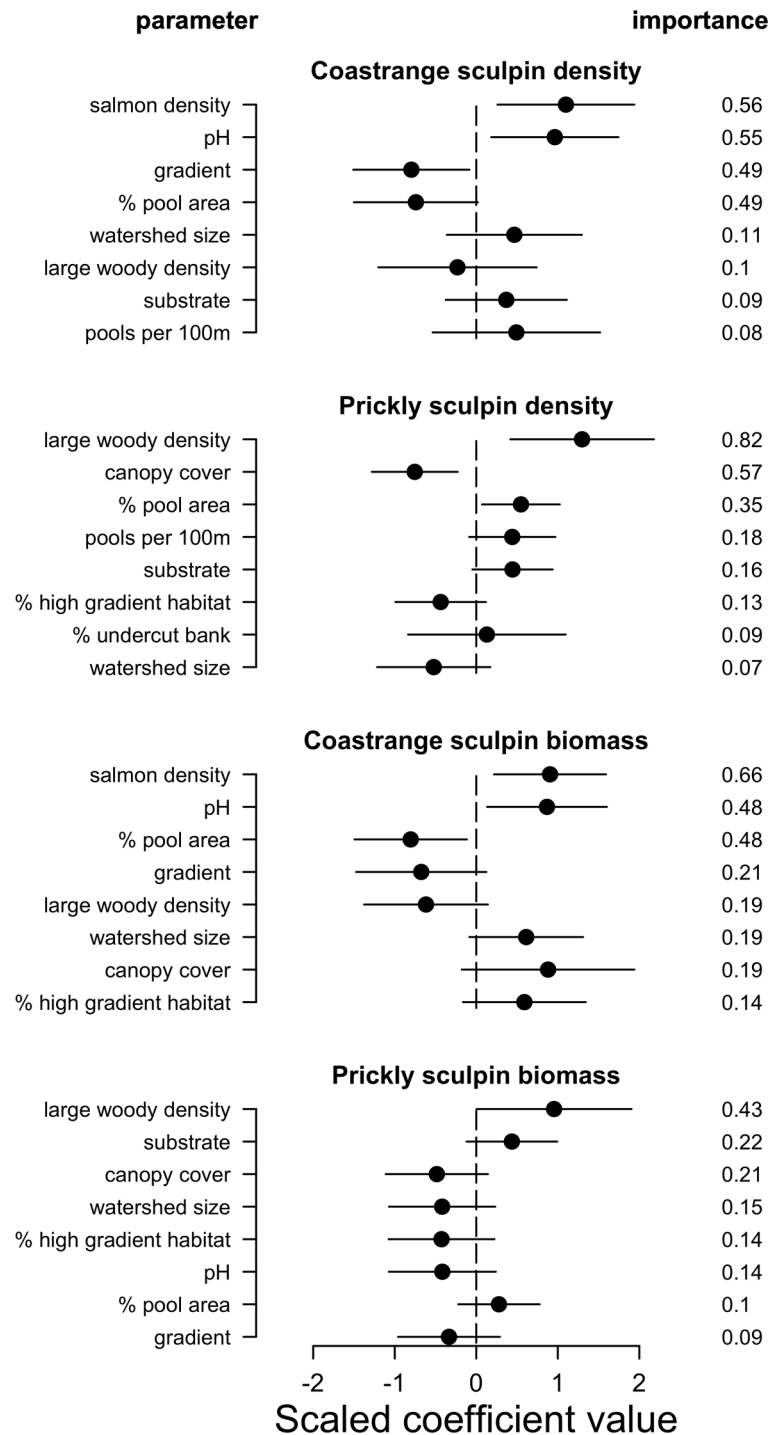 parameter importance
Coastrange sculpin density
salmon density 0.56
pH 0.55
gradient 0.49
% pool area 0.49
watershed size 0.11
large woody density 0.1
substrate 0.09
pools per 100m 0.08
Prickly sculpin density
large woody density 0.82
canopy cover 0.57
% pool area 0.35
pools per 100m 0.18
substrate 0.16
% high gradient habitat 0.13
% undercut bank 0.09
watershed size 0.07
Coastrange sculpin biomass
salmon density 0.66
pH 0.48
% pool area 0.48
gradient 0.21
large woody density 0.19
watershed size 0.19
canopy cover 0.19
% high gradient habitat 0.14
Prickly sculpin biomass
large woody density 0.43
substrate 0.22
canopy cover 0.21
watershed size 0.15
% high gradient habitat 0.14
pH 0.14
% pool area 0.1
gradient 0.09
-2 -1 0 1 2
Scaled coefficient value